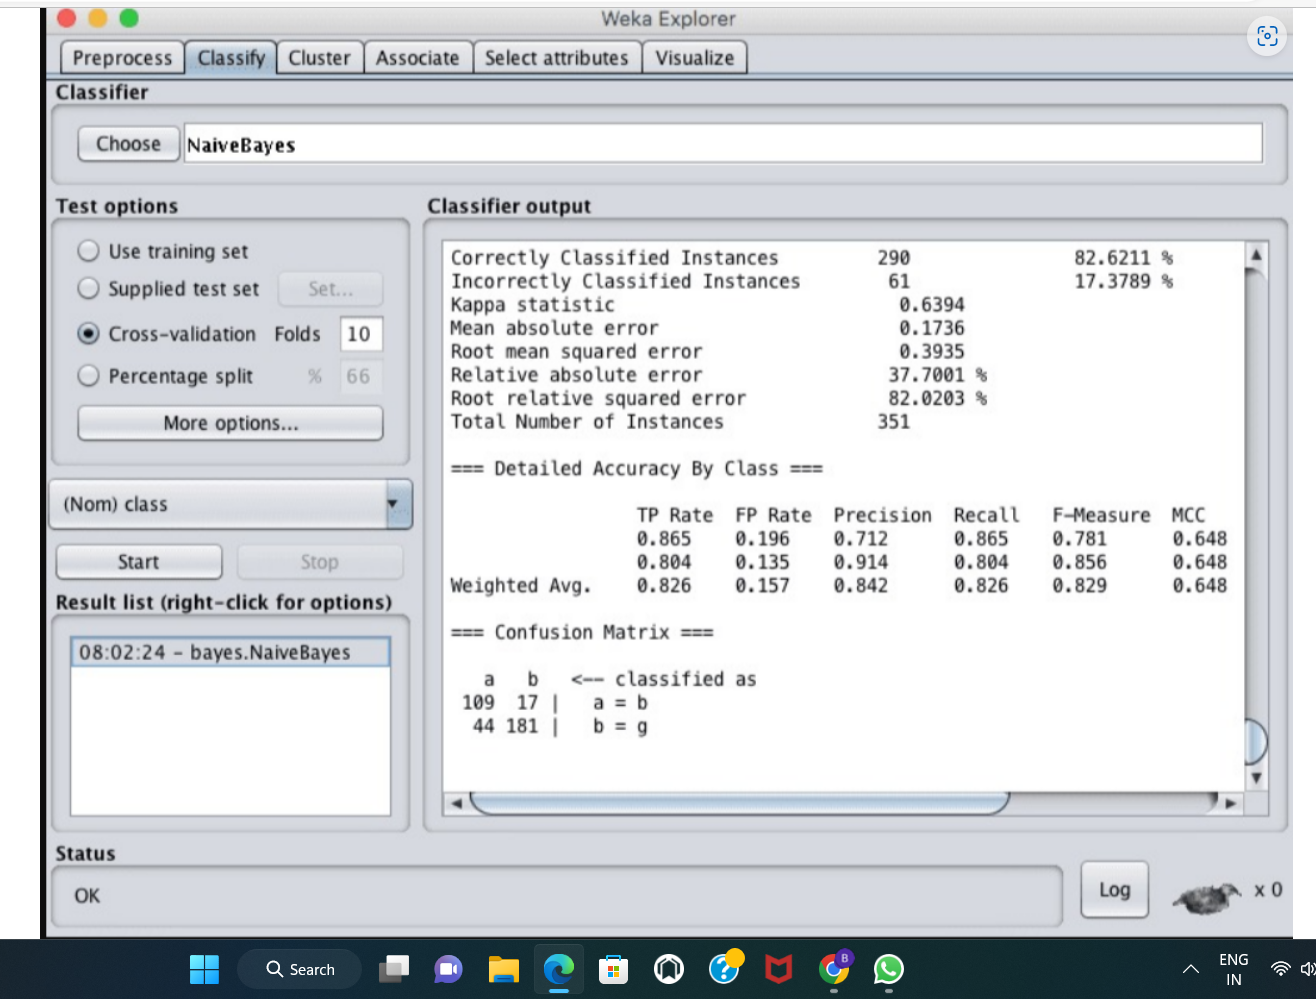 Weka Explorer
Preprocess Classify Cluster Associate Select attributes Visualize
Classifier
Choose NaiveBayes
Test options
Use training set
Supplied test set Set...
Cross-validation Folds 10
Percentage split % 66
More options...
(Nom) class
Start Stop
Result list (right-click for options)
08:02:24 - bayes.NaiveBayes
Classifier output
Correctly Classified Instances 290 82.6211 %
Incorrectly Classified Instances 61 17.3789 %
Kappa statistic 0.6394
Mean absolute error 0.1736
Root mean squared error 0.3935
Relative absolute error 37.7001 %
Root relative squared error 82.0203 %
Total Number of Instances 351
=== Detailed Accuracy By Class ===
TP Rate FP Rate Precision Recall F-Measure MCC
0.865 0.196 0.712 0.865 0.781 0.648
0.804 0.135 0.914 0.804 0.856 0.648
Weighted Avg. 0.826 0.157 0.842 0.826 0.829 0.648
=== Confusion Matrix ===
a b <-- classified as
109 17 | a = b
44 181 | b = g
Status
OK
Log x 0
Search
B
ENG
IN